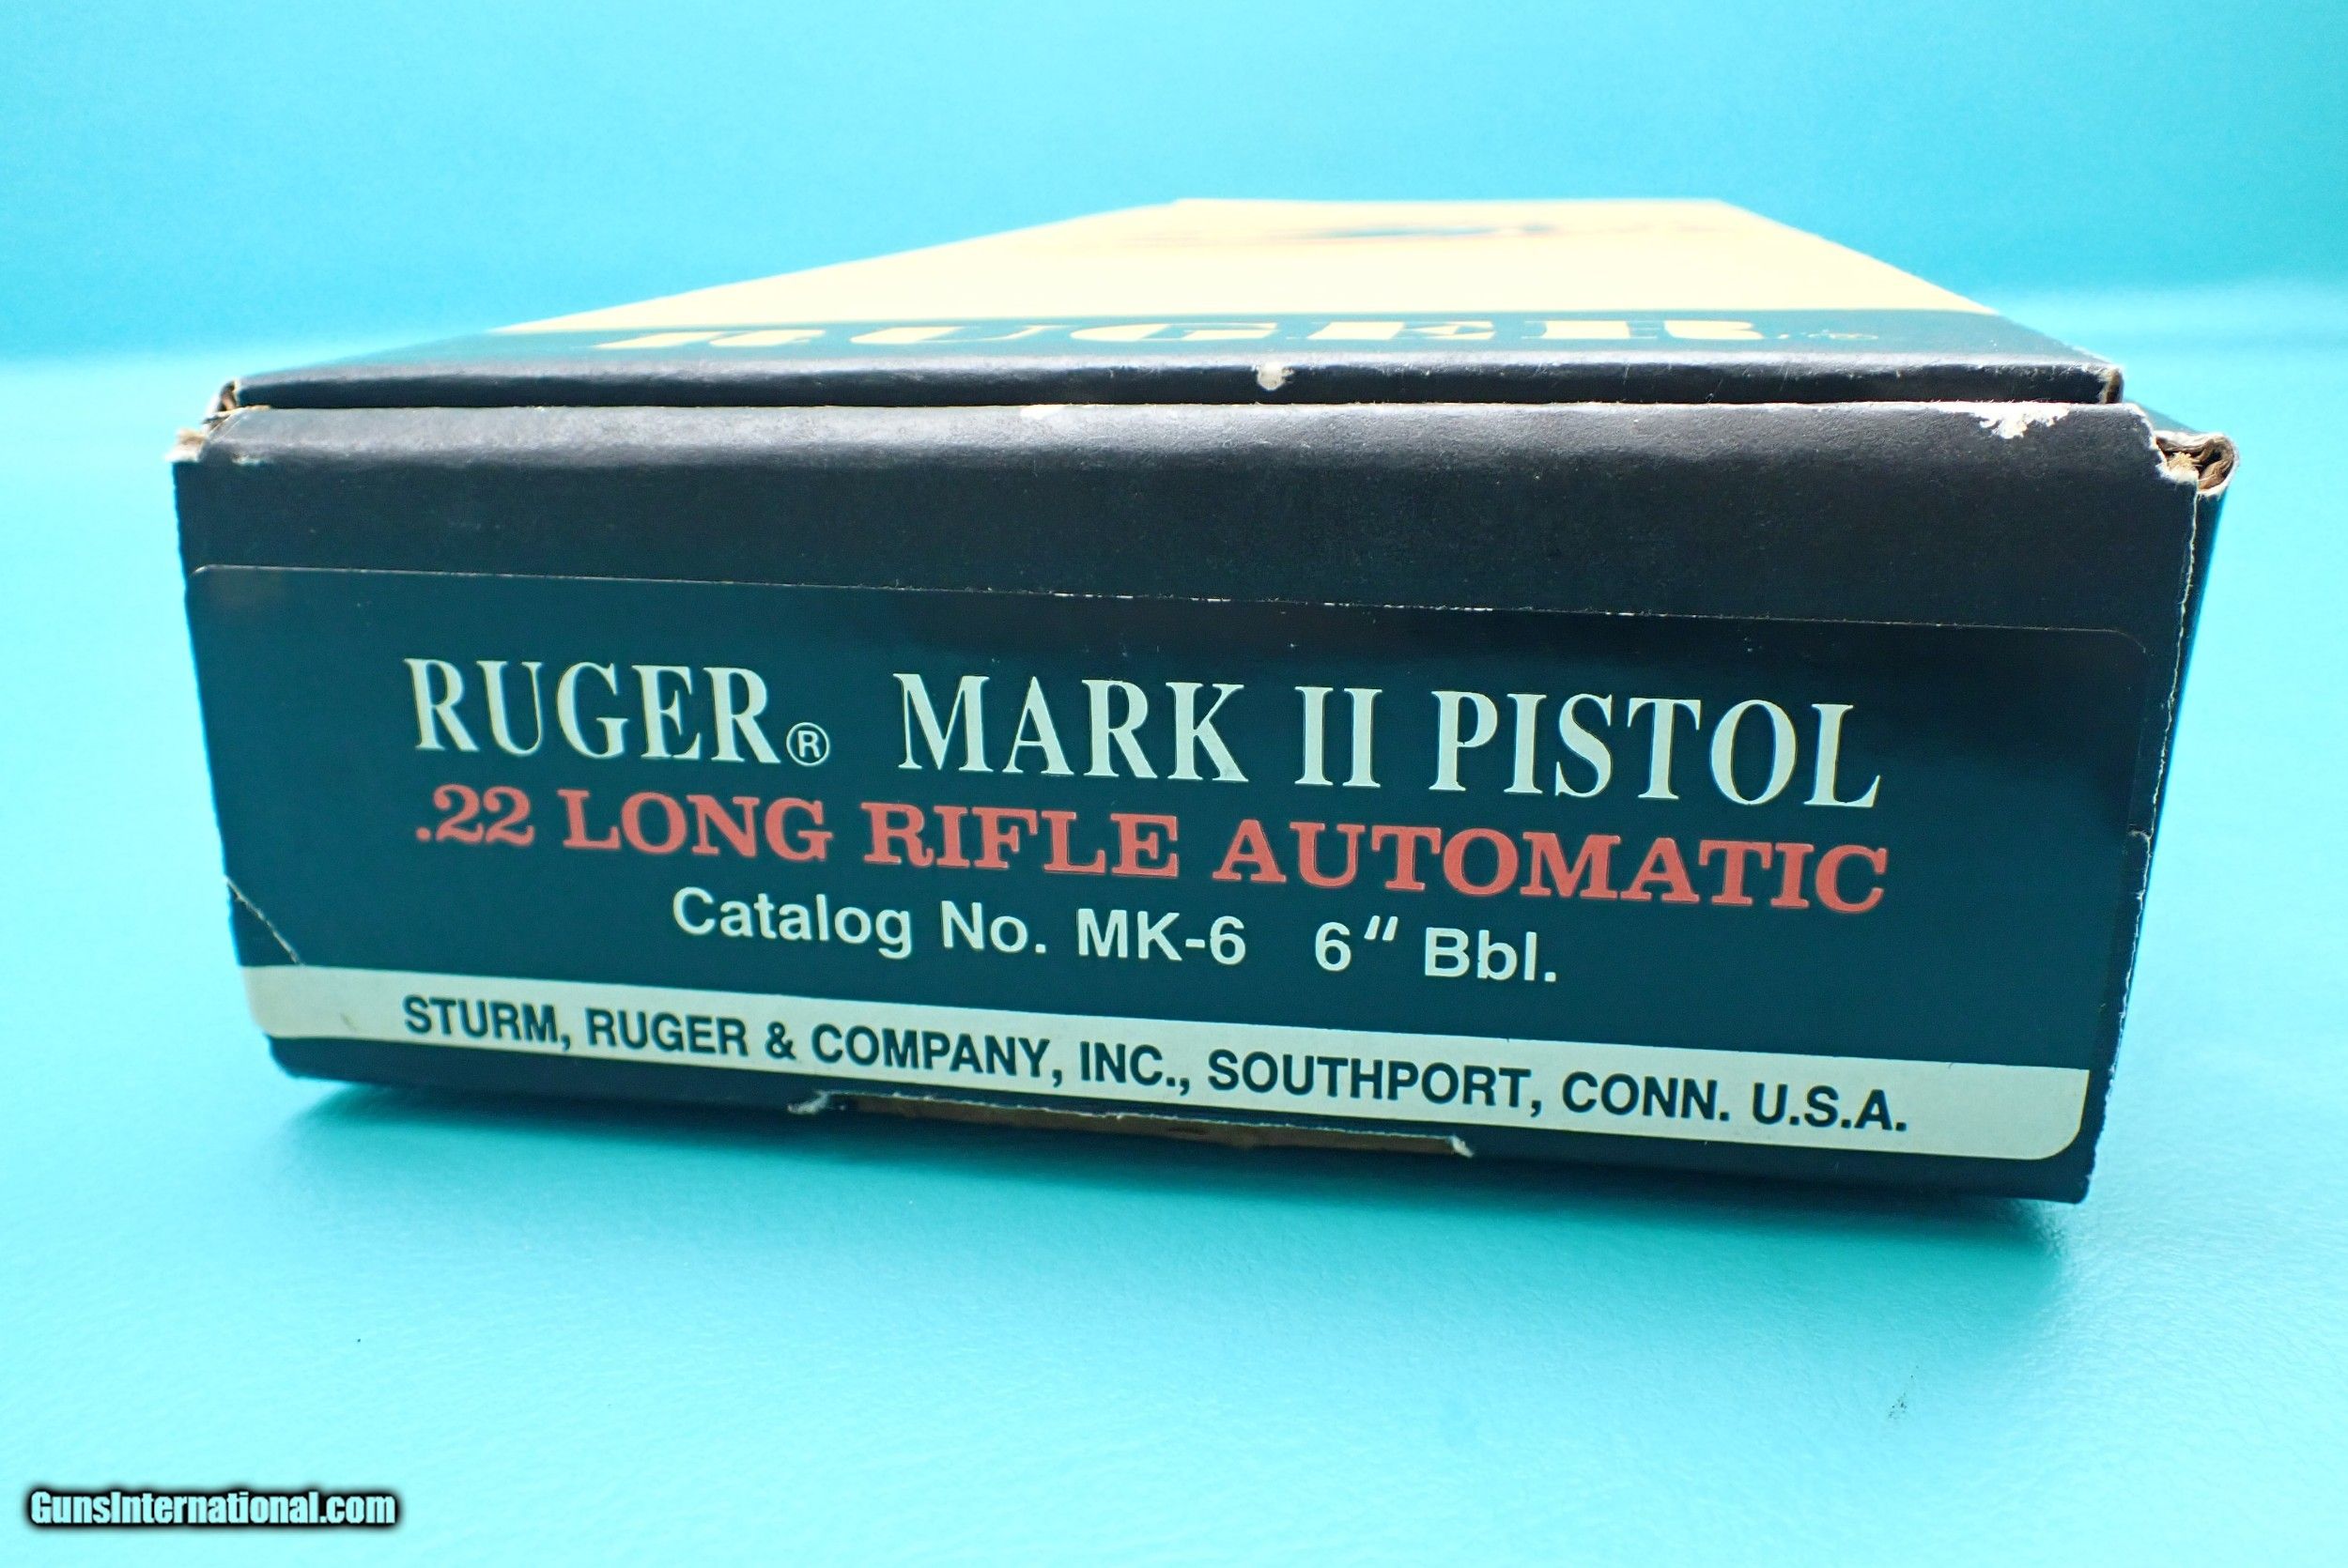 RUGER®
RUGER® MARK II PISTOL
.22 LONG RIFLE AUTOMATIC
Catalog No. MK-6 6" Bbl.
STURM, RUGER & COMPANY, INC., SOUTHPORT, CONN. U.S.A.
GunsInternational.com